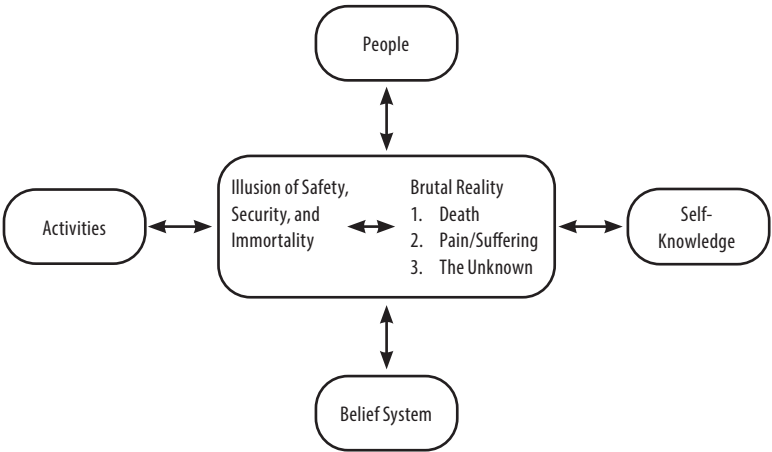 People
Illusion of Safety,
Security, and
Immortality
Brutal Reality
1. Death
2. Pain/Suffering
3. The Unknown
Activities
Self-
Knowledge
Belief System